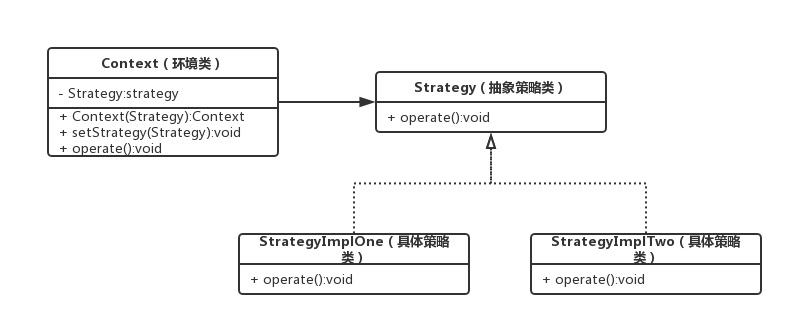 Context（环境类）
- Strategy:strategy
+ Context(Strategy):Context
+ setStrategy(Strategy):void
+ operate():void
Strategy（抽象策略类）
+ operate():void
StrategyImplOne（具体策略
类）
+ operate():void
StrategyImplTwo（具体策略
类）
+ operate():void